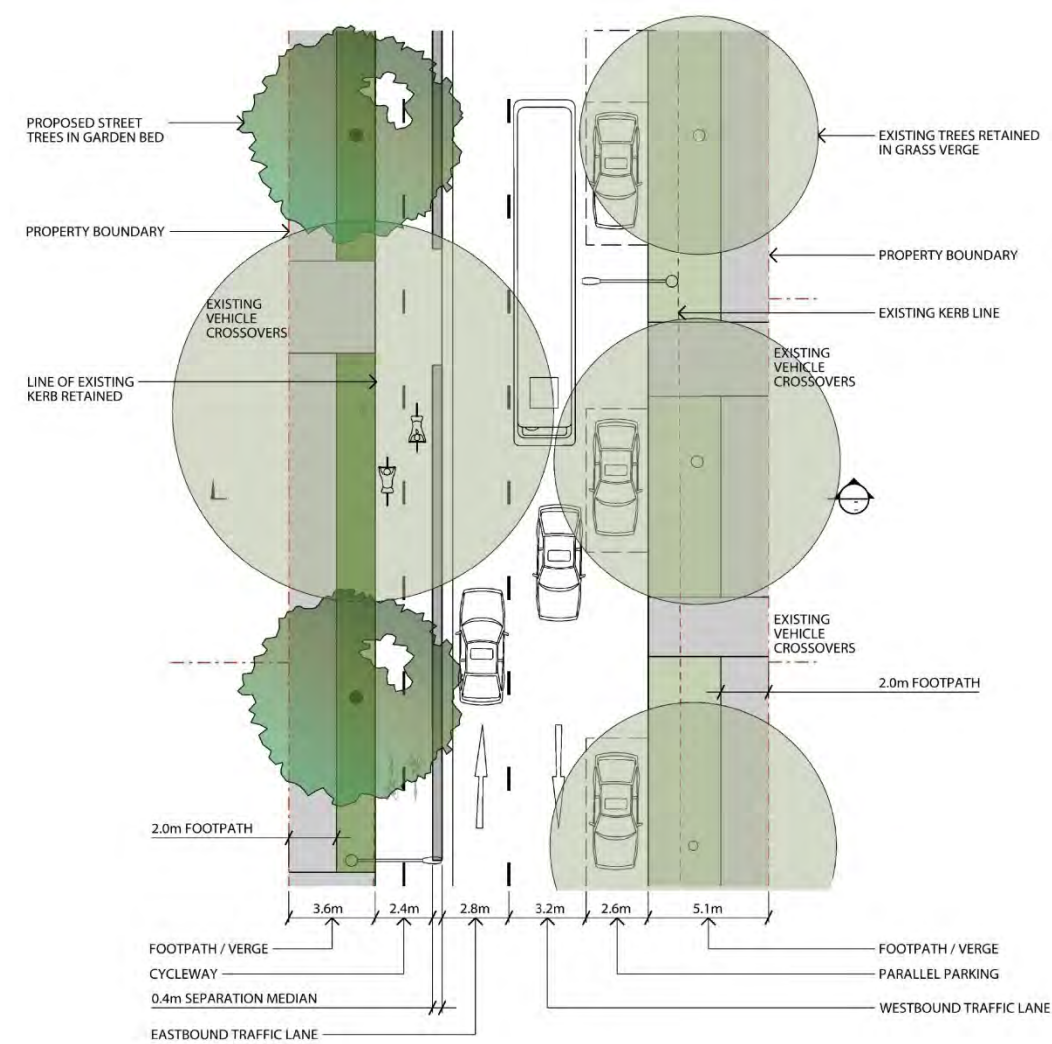 PROPOSED STREET
TREES IN GARDEN BED
EXISTING TREES RETAINED
IN GRASS VERGE
PROPERTY BOUNDARY
PROPERTY BOUNDARY
EXISTING
VEHICLE
CROSSOVERS
EXISTING KERB LINE
EXISTING
VEHICLE
CROSSOVERS
LINE OF EXISTING
KERB RETAINED
EXISTING
VEHICLE
CROSSOVERS
2.0m FOOTPATH
2.0m FOOTPATH
3.6m 2.4m 2.8m 3.2m 2.6m 5.1m
FOOTPATH / VERGE
FOOTPATH / VERGE
CYCLEWAY
PARALLEL PARKING
0.4m SEPARATION MEDIAN
WESTBOUND TRAFFIC LANE
EASTBOUND TRAFFIC LANE